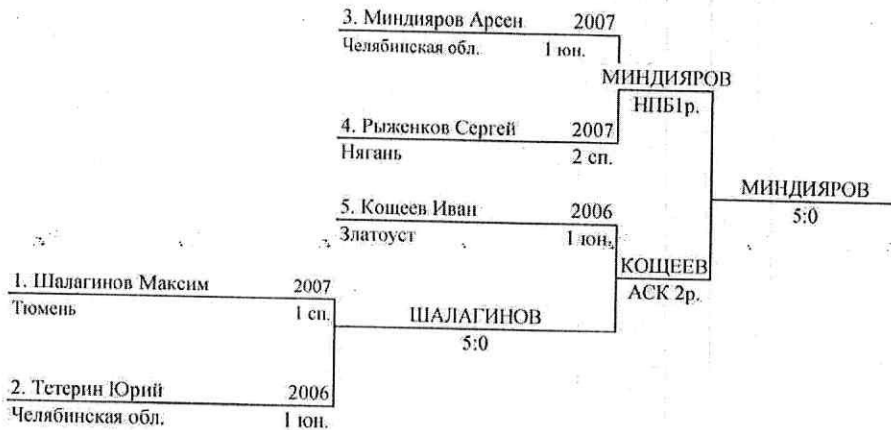 3. Миндияров Арсен 2007
Челябинская обл. 1 юн.
МИНДИЯРОВ
НПБ1р.
4. Рыженков Сергей 2007
Нягань 2 сп.
МИНДИЯРОВ
5:0
5. Кощеев Иван 2006
Златоуст 1 юн.
КОЩЕЕВ
АСК 2р.
1. Шалагинов Максим 2007
Тюмень 1 сп.
ШАЛАГИНОВ
5:0
2. Тетерин Юрий 2006
Челябинская обл. 1 юн.